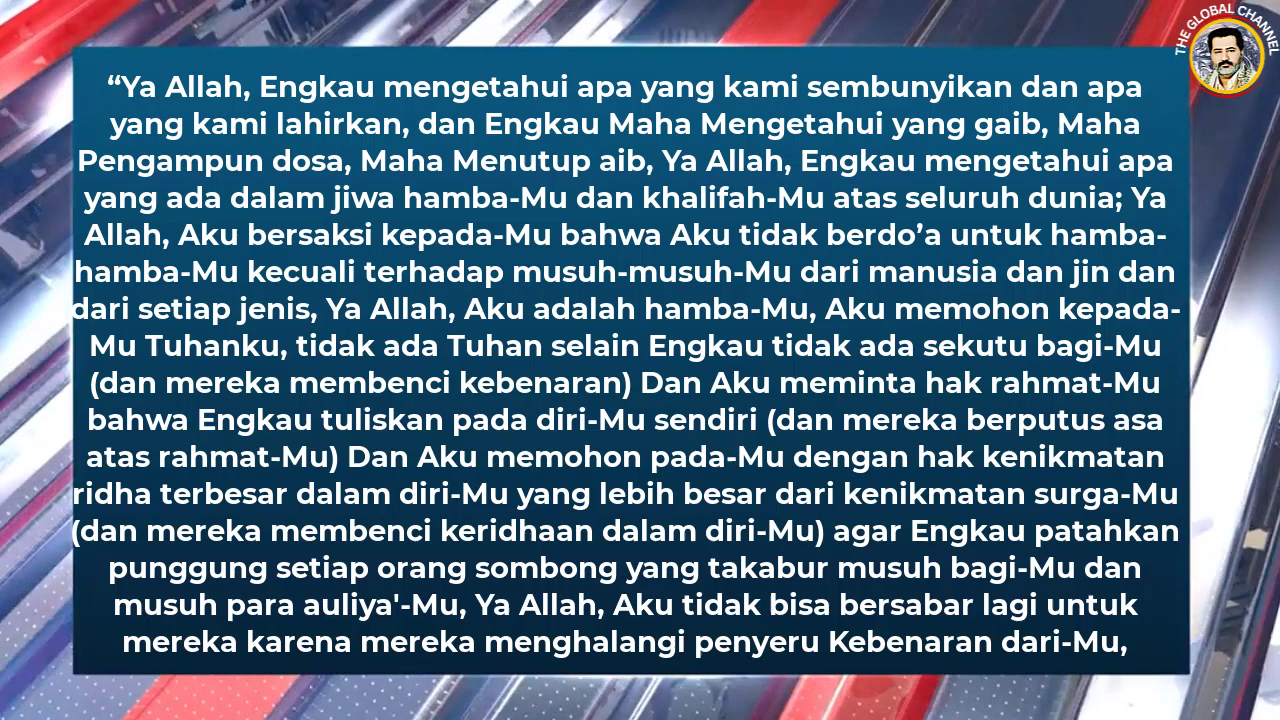 THE GLOBAL CHANNEL
“Ya Allah, Engkau mengetahui apa yang kami sembunyikan dan apa
yang kami lahirkan, dan Engkau Maha Mengetahui yang gaib, Maha
Pengampun dosa, Maha Menutup aib, Ya Allah, Engkau mengetahui apa
yang ada dalam jiwa hamba-Mu dan khalifah-Mu atas seluruh dunia; Ya
Allah, Aku bersaksi kepada-Mu bahwa Aku tidak berdo’a untuk hamba-
hamba-Mu kecuali terhadap musuh-musuh-Mu dari manusia dan jin dan
dari setiap jenis, Ya Allah, Aku adalah hamba-Mu, Aku memohon kepada-
Mu Tuhanku, tidak ada Tuhan selain Engkau tidak ada sekutu bagi-Mu
(dan mereka membenci kebenaran) Dan Aku meminta hak rahmat-Mu
bahwa Engkau tuliskan pada diri-Mu sendiri (dan mereka berputus asa
atas rahmat-Mu) Dan Aku memohon pada-Mu dengan hak kenikmatan
ridha terbesar dalam diri-Mu yang lebih besar dari kenikmatan surga-Mu
(dan mereka membenci keridhaan dalam diri-Mu) agar Engkau patahkan
punggung setiap orang sombong yang takabur musuh bagi-Mu dan
musuh para auliya'-Mu, Ya Allah, Aku tidak bisa bersabar lagi untuk
mereka karena mereka menghalangi penyeru Kebenaran dari-Mu,